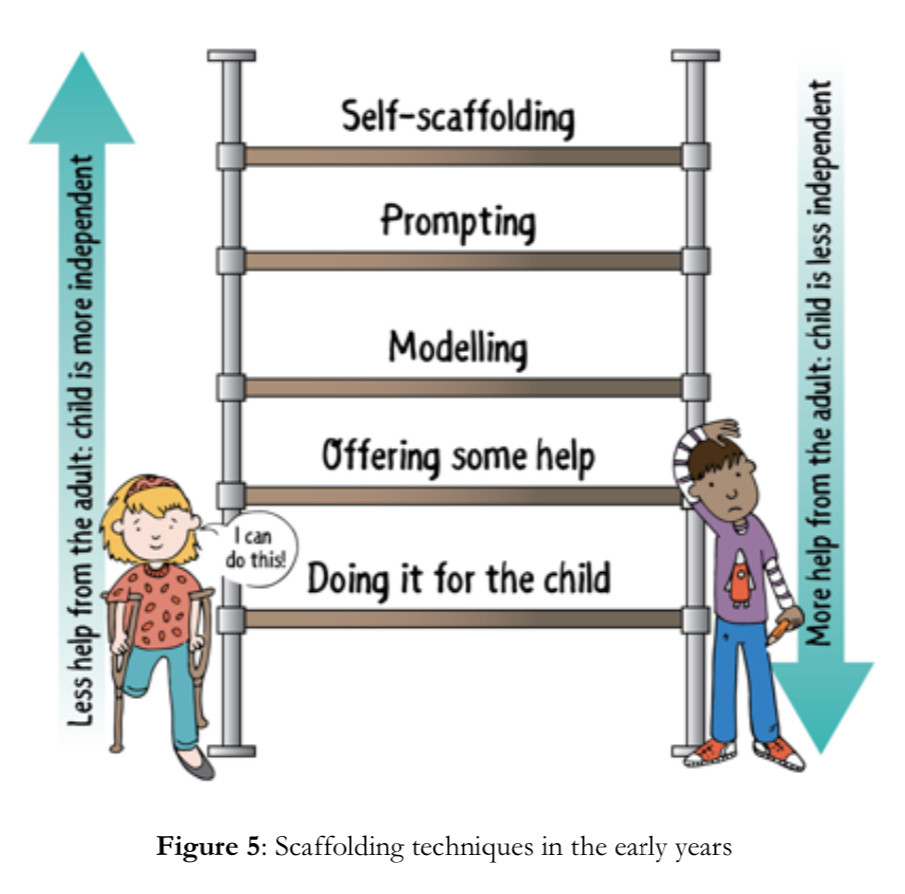 Self-scaffolding
Prompting
Modelling
Offering some help
Doing it for the child
Less help from the adult: child is more independent
I can
do this!
More help from the adult: child is less independent
Figure 5: Scaffolding techniques in the early years